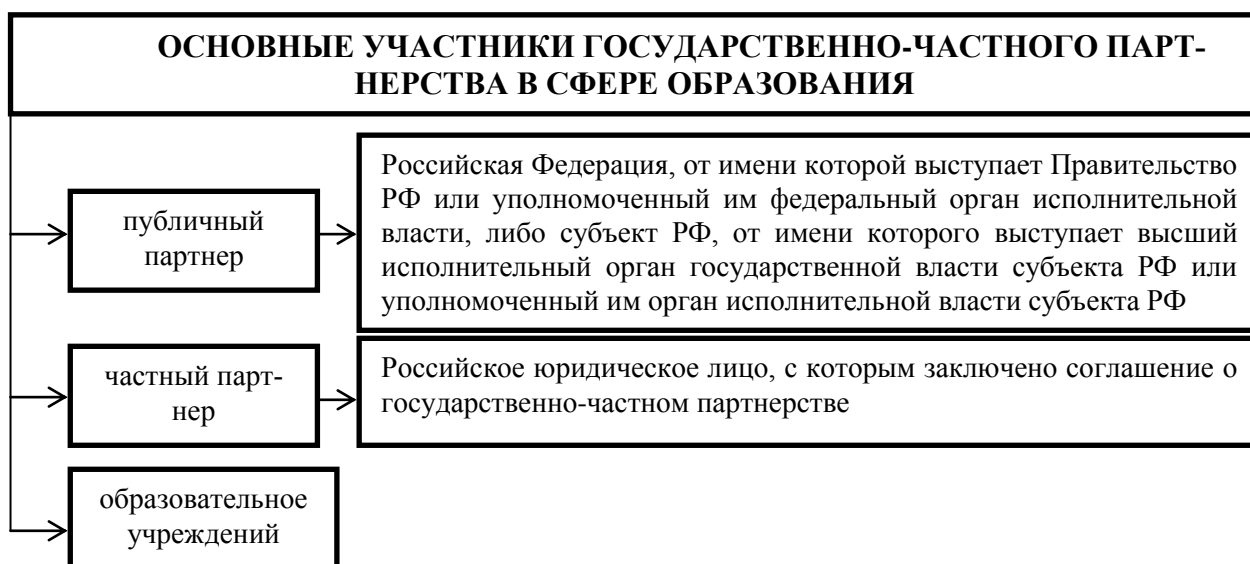 ОСНОВНЫЕ УЧАСТНИКИ ГОСУДАРСТВЕННО-ЧАСТНОГО ПАРТ-
НЕРСТВА В СФЕРЕ ОБРАЗОВАНИЯ
публичный
партнер
Российская Федерация, от имени которой выступает Правительство
РФ или уполномоченный им федеральный орган исполнительной
власти, либо субъект РФ, от имени которого выступает высший
исполнительный орган государственной власти субъекта РФ или
уполномоченный им орган исполнительной власти субъекта РФ
частный парт-
нер
Российское юридическое лицо, с которым заключено соглашение о
государственно-частном партнерстве
образовательное
учреждений